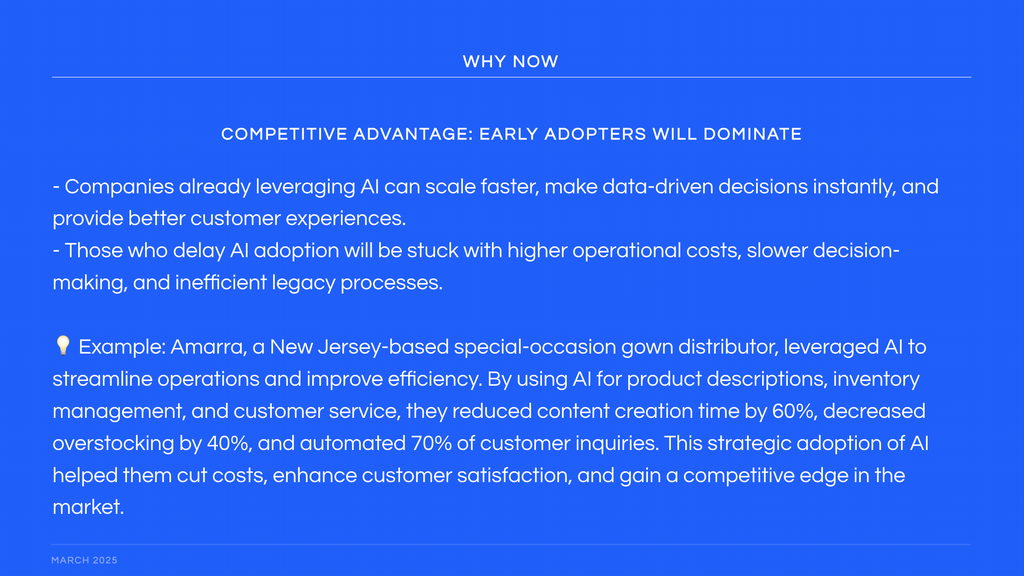 WHY NOW
COMPETITIVE ADVANTAGE: EARLY ADOPTERS WILL DOMINATE
- Companies already leveraging AI can scale faster, make data-driven decisions instantly, and
provide better customer experiences.
- Those who delay AI adoption will be stuck with higher operational costs, slower decision-
making, and inefficient legacy processes.
💡 Example: Amarra, a New Jersey-based special-occasion gown distributor, leveraged AI to
streamline operations and improve efficiency. By using AI for product descriptions, inventory
management, and customer service, they reduced content creation time by 60%, decreased
overstocking by 40%, and automated 70% of customer inquiries. This strategic adoption of AI
helped them cut costs, enhance customer satisfaction, and gain a competitive edge in the
market.
MARCH 2025